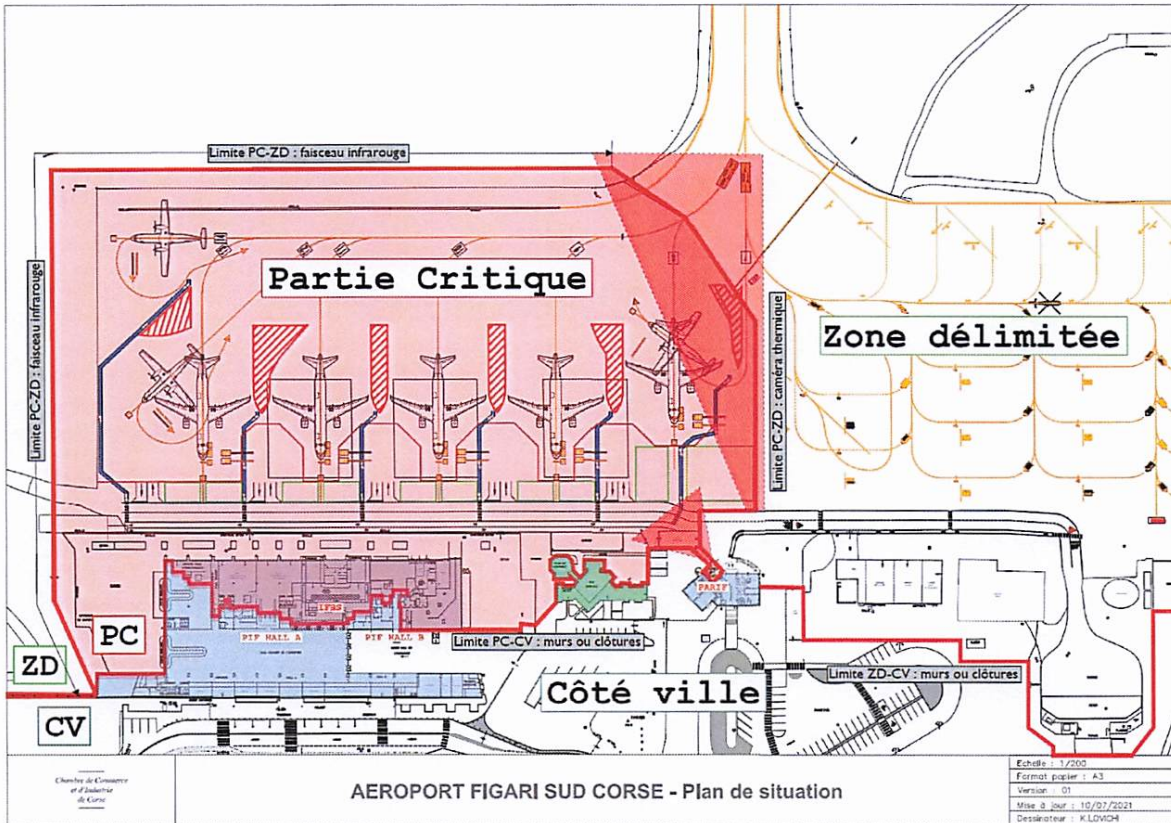 Limite PC-ZD : faisceau infrarouge
Limite PC-ZD : faisceau infrarouge
Partie Critique
Zone délimitée
Limite PC-ZD : caméra thermique
PARIF
IFBS
PIF HALL A
PIF HALL B
PC
Limite PC-CV : murs ou clôtures
ZD
Limite ZD-CV : murs ou clôtures
Côté ville
CV
Chambre de Commerce
et d'Industrie
de Corse
AEROPORT FIGARI SUD CORSE - Plan de situation
Echelle : 1/200
Format papier : A3
Version : 01
Mise à jour : 10/07/2021
Dessinateur : K.LOVICHI